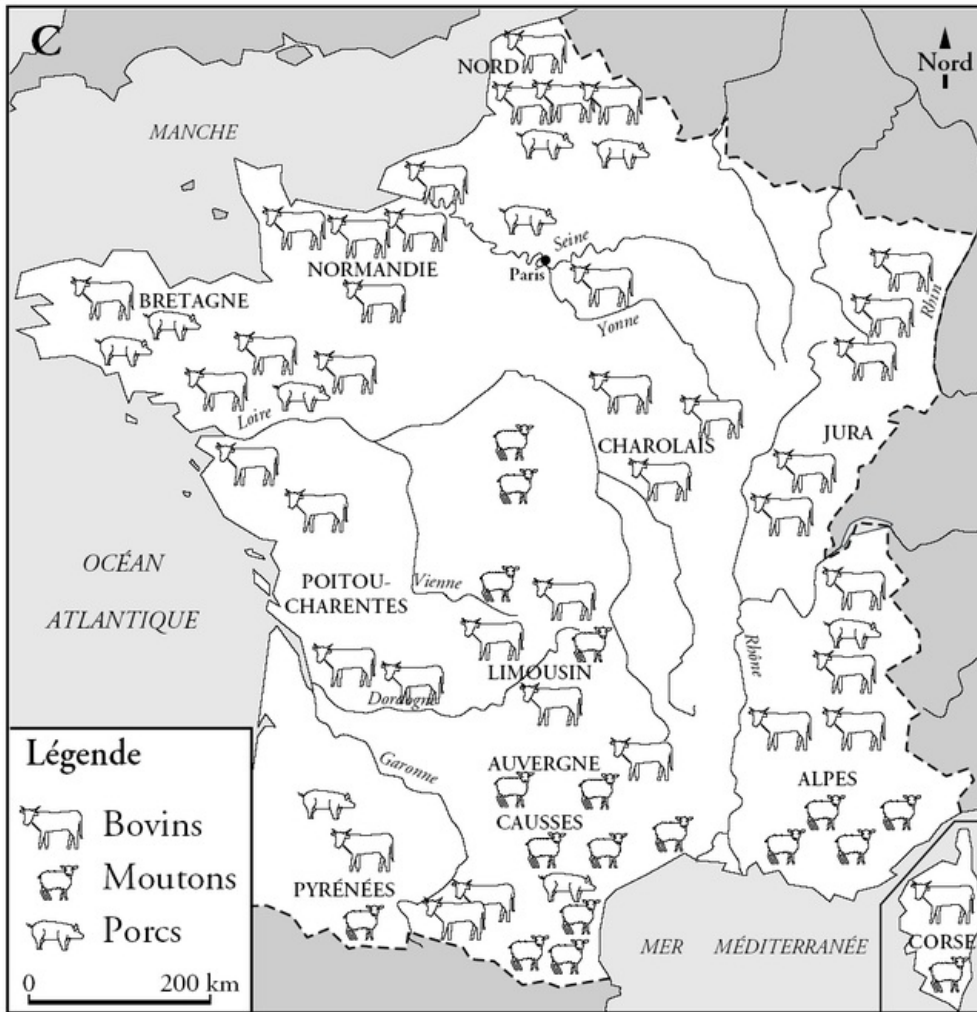 C
Nord
NORD
MANCHE
Seine
Paris
NORMANDIE
BRETAGNE
Yonne
Rhin
Loire
CHAROLAIS
JURA
OCÉAN
ATLANTIQUE
POITOU-
CHARENTES
Vienne
Rhône
LIMOUSIN
Dordogne
Garonne
AUVERGNE
CAUSSES
ALPES
PYRÉNÉES
MER MÉDITERRANÉE
CORSE
Légende
Bovins
Moutons
Porcs
0 200 km